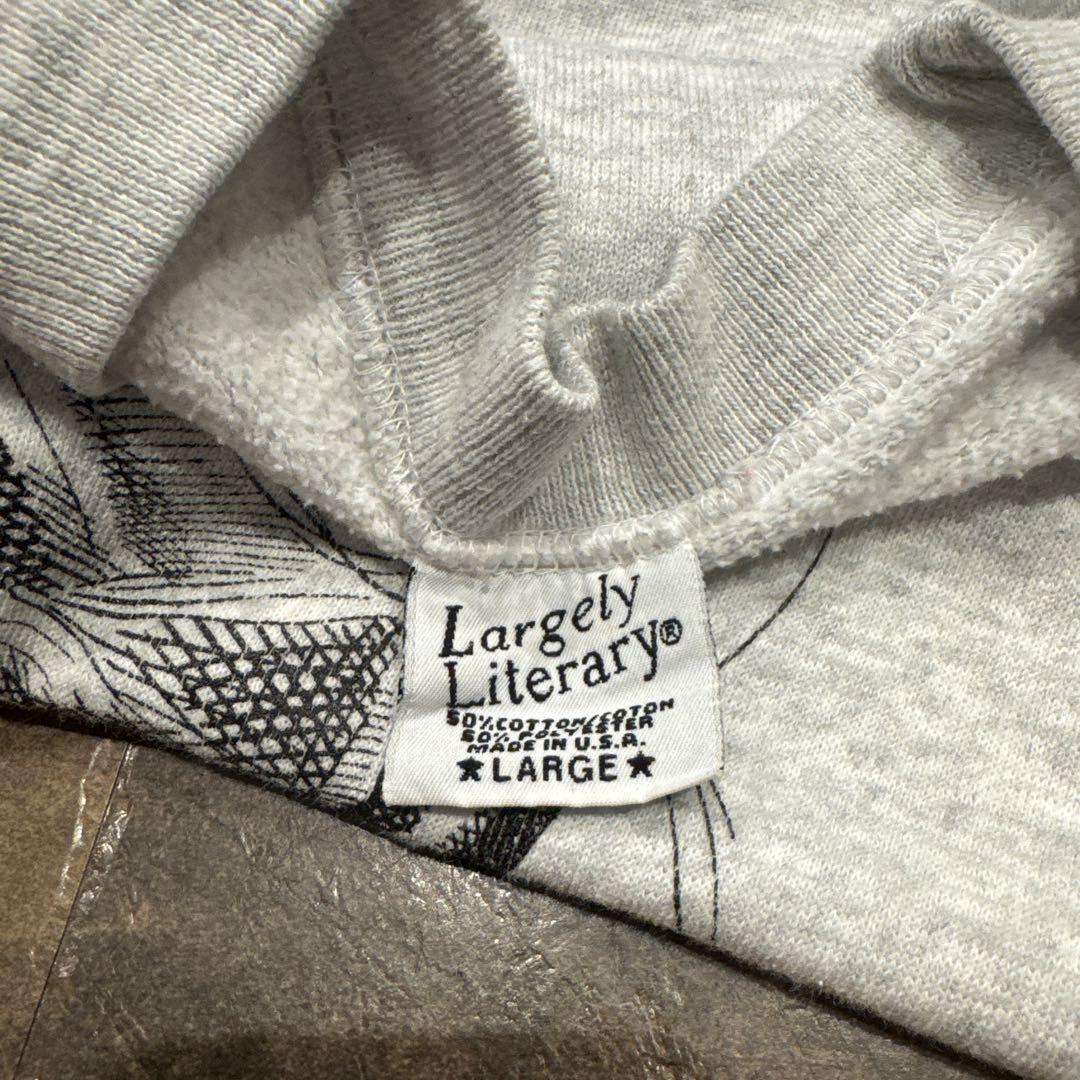 Largely
Literary®
50% COTTON/COTON
50% POLYESTER
MADE IN U.S.A.
★LARGE★